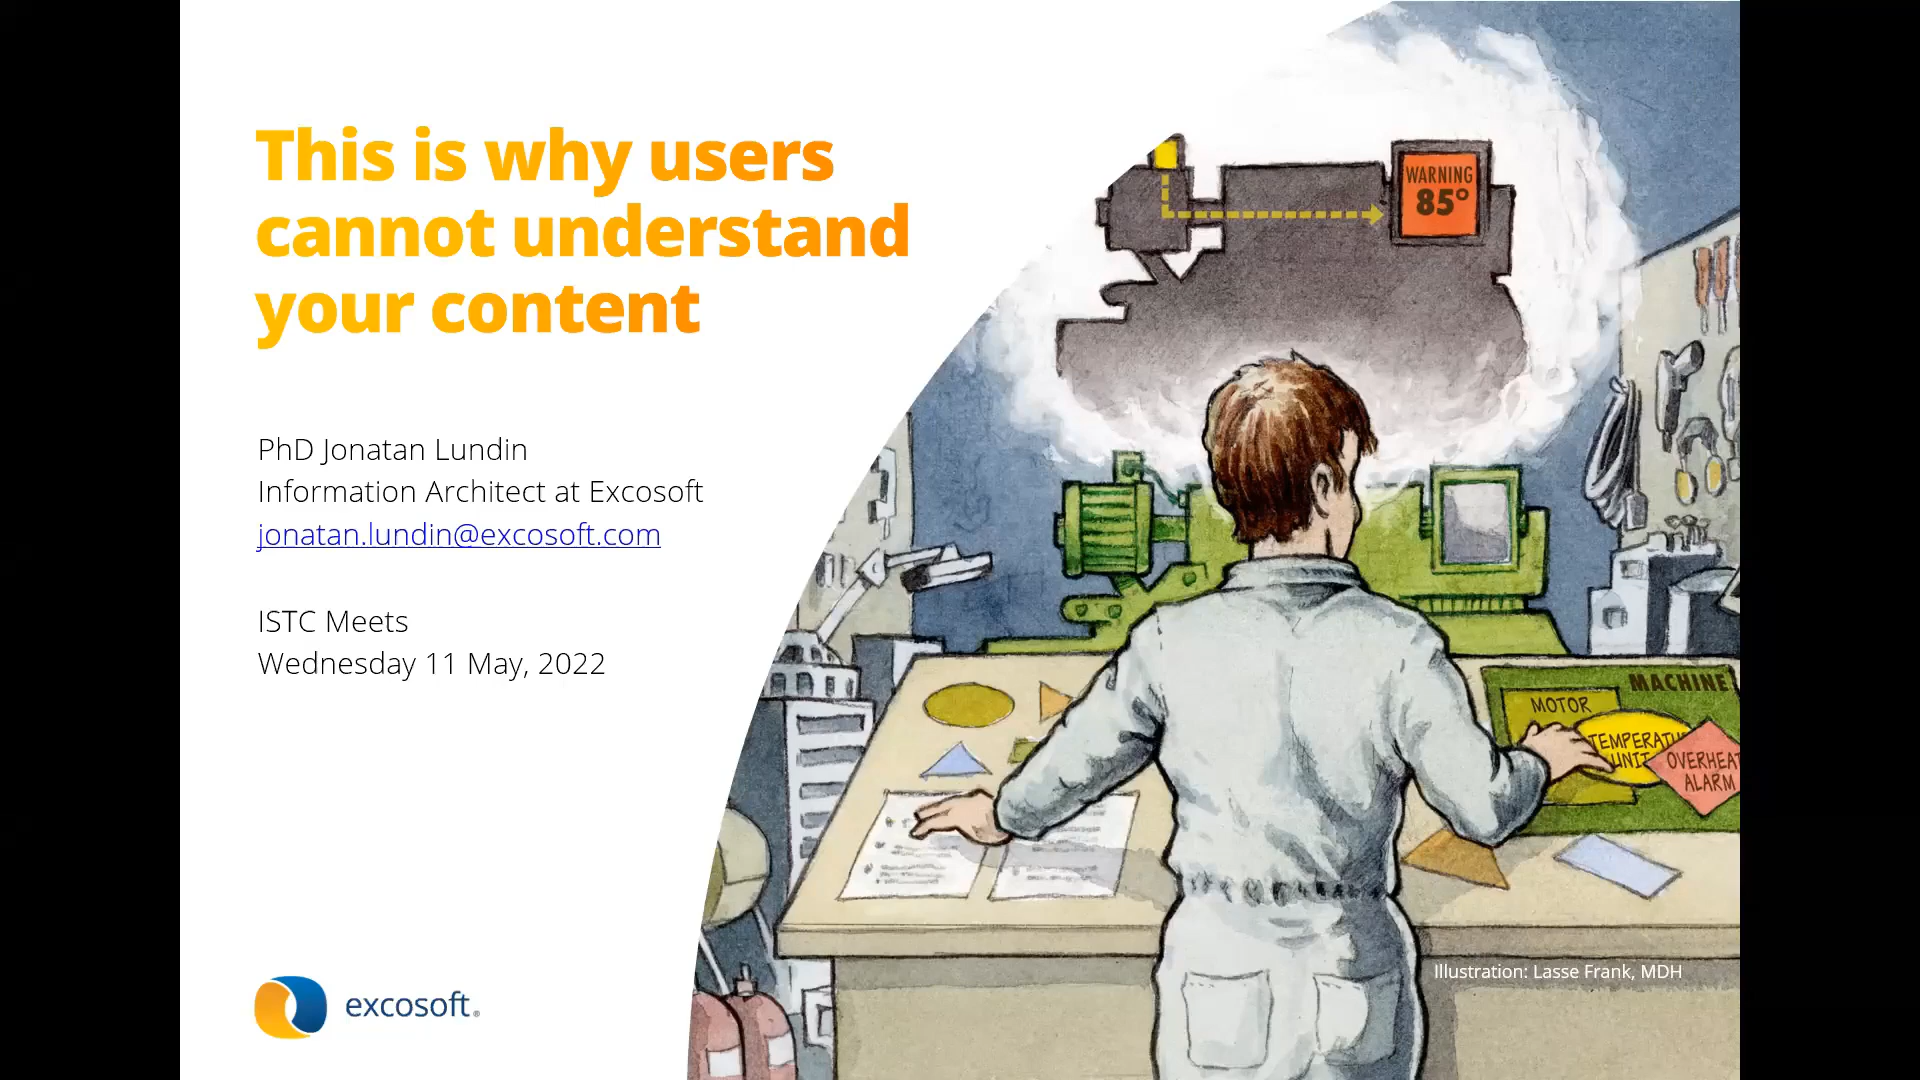 This is why users
cannot understand
your content
PhD Jonatan Lundin
Information Architect at Excosoft
jonatan.lundin@excosoft.com
ISTC Meets
Wednesday 11 May, 2022
excosoft®
WARNING
85°
MACHINE
MOTOR
UNIT
ALARM
Illustration: Lasse Frank, MDH